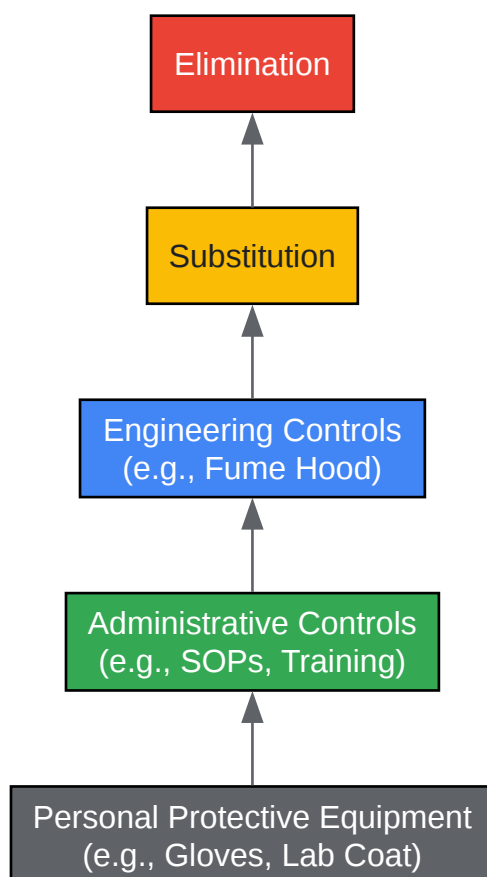 Elimination
Substitution
Engineering Controls
(e.g., Fume Hood)
Administrative Controls
(e.g., SOPs, Training)
Personal Protective Equipment
(e.g., Gloves, Lab Coat)